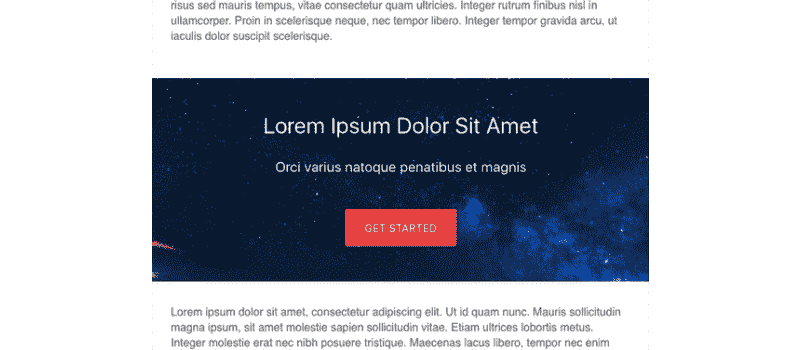 risus sed mauris tempus, vitae consectetur quam ultricies. Integer rutrum finibus nisl in
ullamcorper. Proin in scelerisque neque, nec tempor libero. Integer tempor gravida arcu, ut
iaculis dolor suscipit scelerisque.
Lorem Ipsum Dolor Sit Amet
Orci varius natoque penatibus et magnis
GET STARTED
Lorem ipsum dolor sit amet, consectetur adipiscing elit. Ut id quam nunc. Mauris sollicitudin
magna ipsum, sit amet molestie sapien sollicitudin vitae. Etiam ultrices lobortis metus.
Integer molestie erat nec nibh posuere tristique. Maecenas lacus libero, tempor nec enim